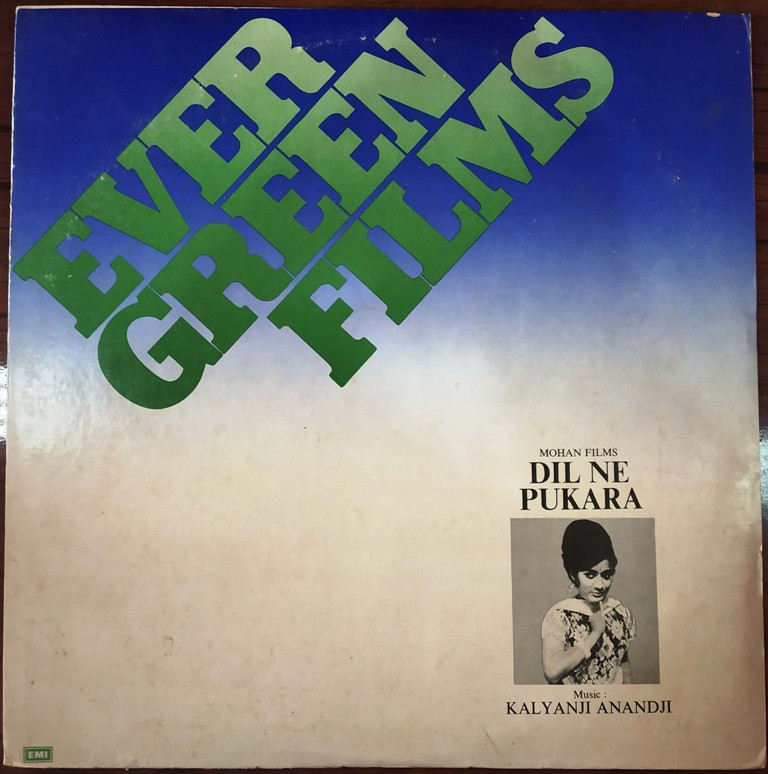 EVER
GREEN
FILMS
MOHAN FILMS
DIL NE
PUKARA
Music :
KALYANJI ANANDJI
EMI